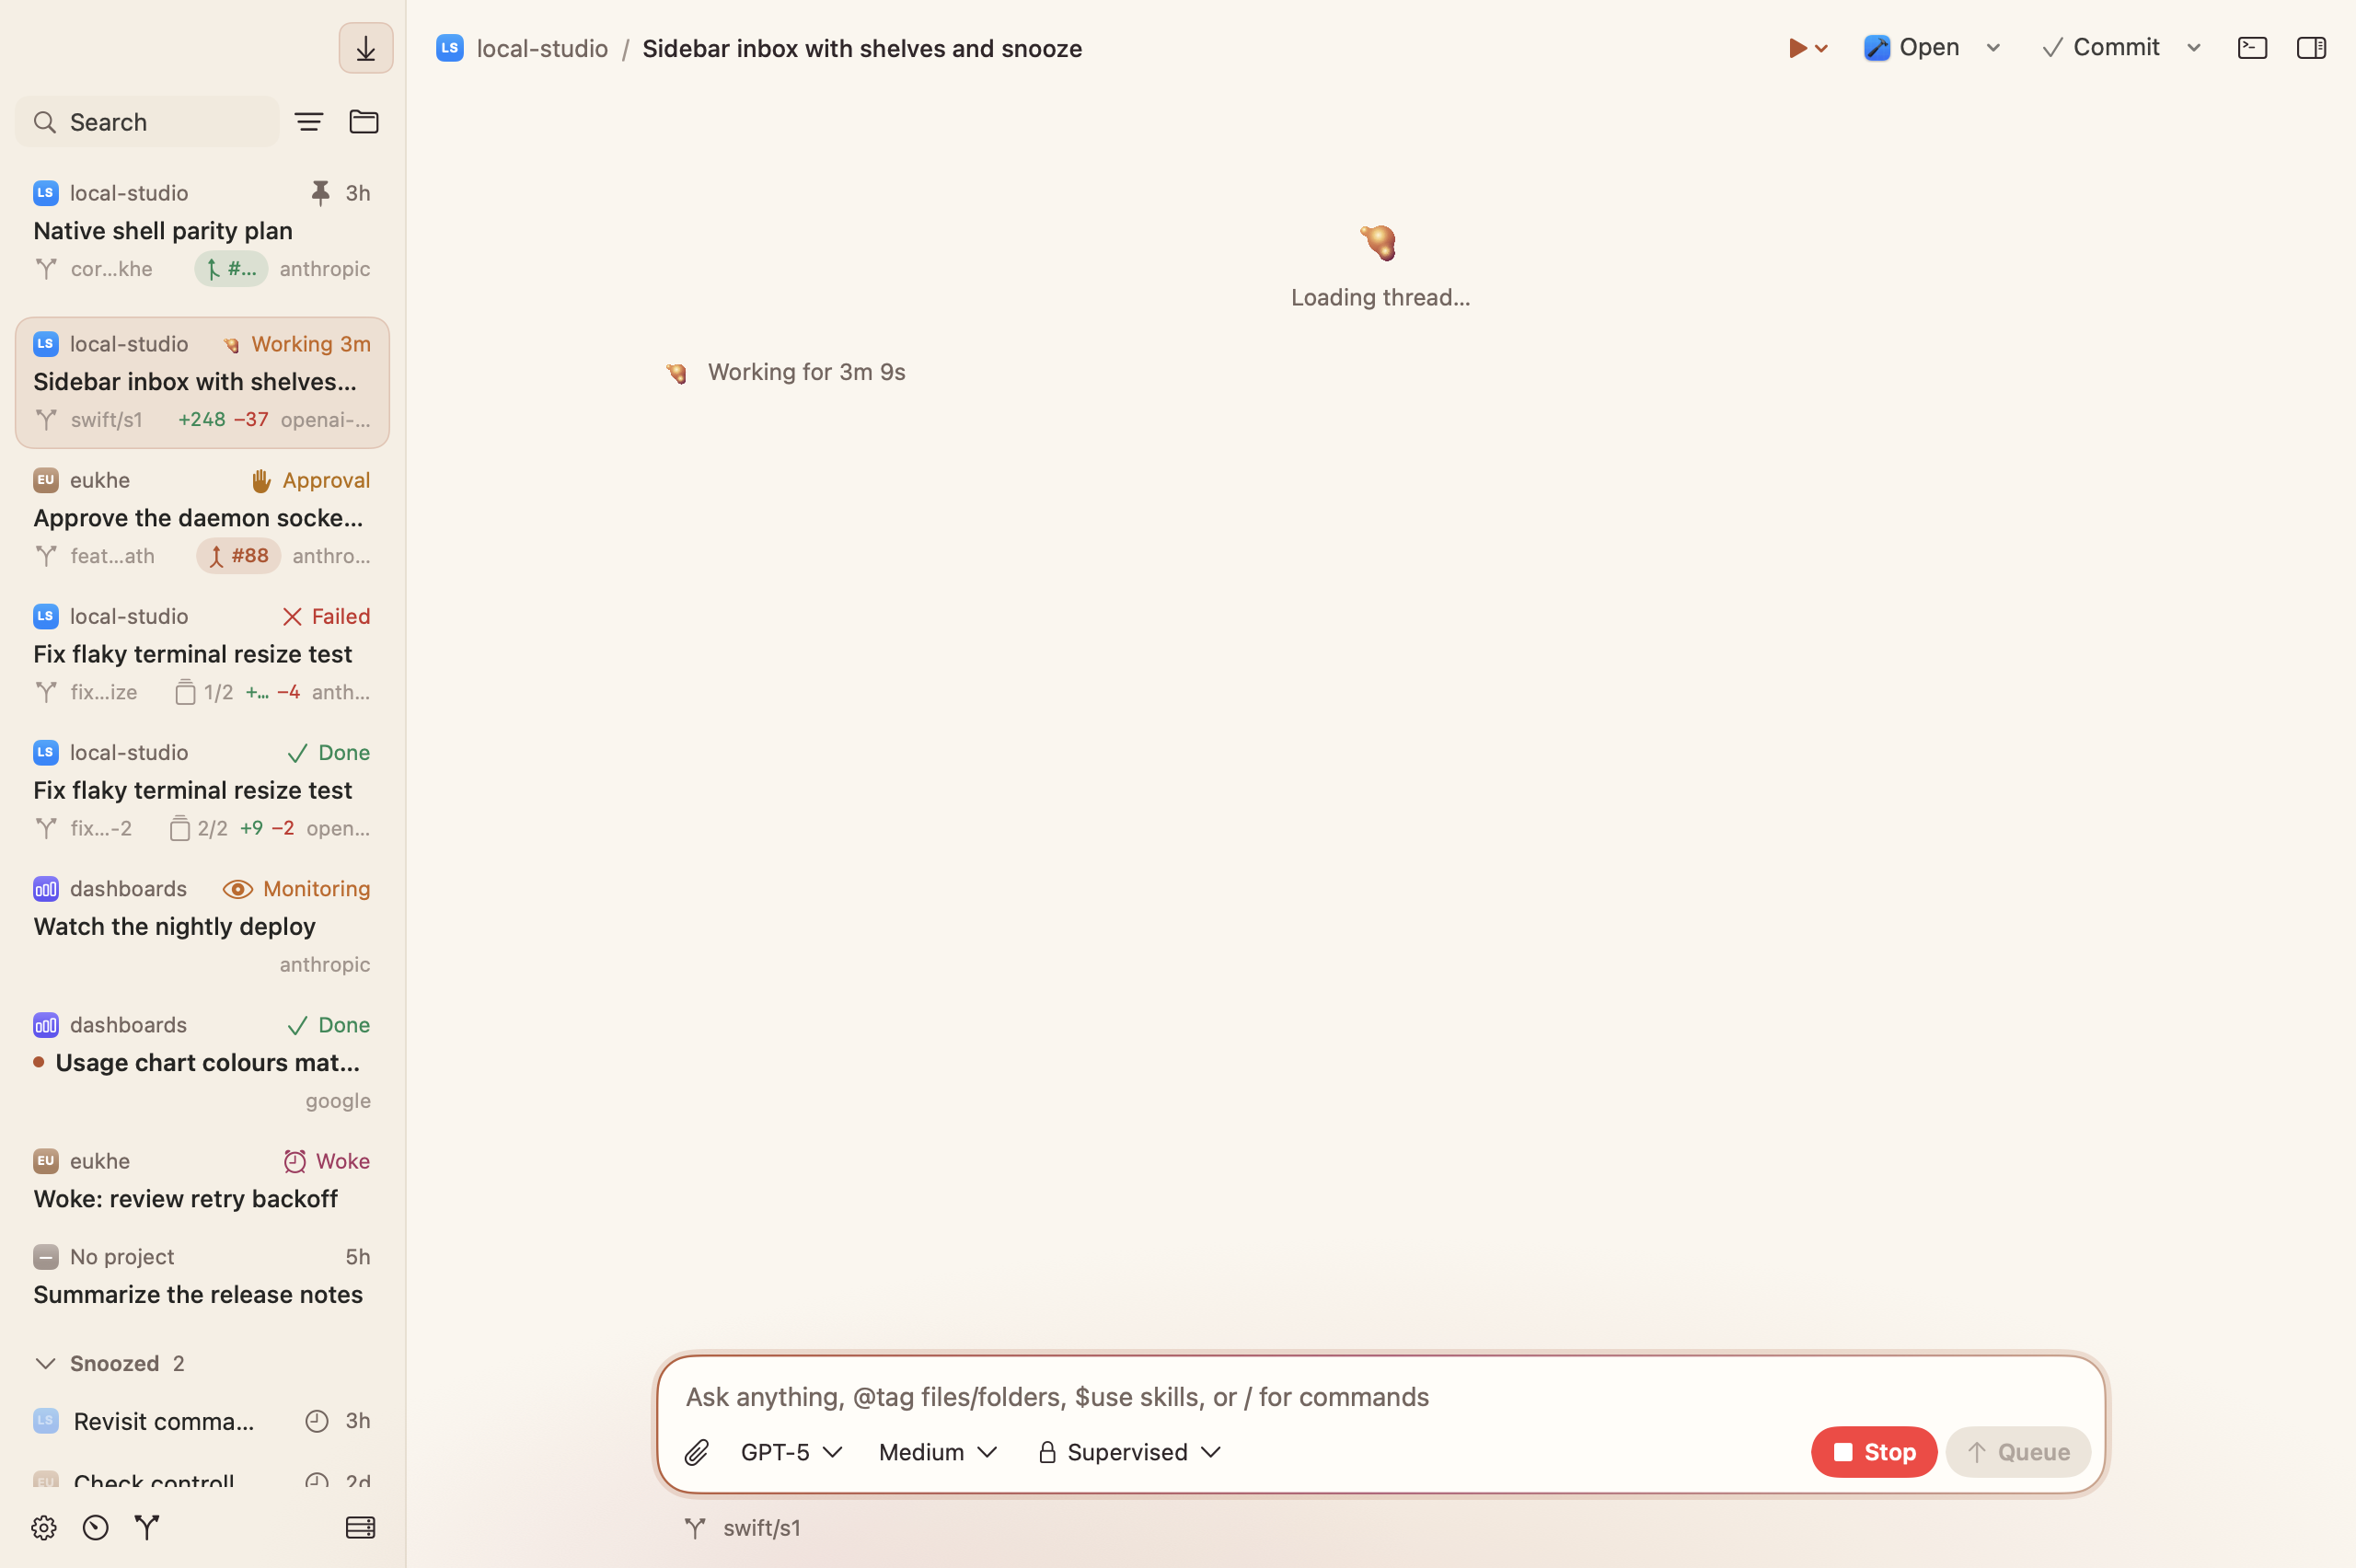 Search
LS local-studio 3h
Native shell parity plan
cor...khe #... anthropic
LS local-studio Working 3m
Sidebar inbox with shelves...
swift/s1 +248 −37 openai-...
EU eukhe Approval
Approve the daemon socke...
feat...ath #88 anthro...
LS local-studio Failed
Fix flaky terminal resize test
fix...ize 1/2 +... −4 anth...
LS local-studio Done
Fix flaky terminal resize test
fix...-2 2/2 +9 −2 open...
dashboards Monitoring
Watch the nightly deploy
anthropic
dashboards Done
Usage chart colours mat...
google
EU eukhe Woke
Woke: review retry backoff
No project 5h
Summarize the release notes
Snoozed 2
LS Revisit comma... 3h
EU Check controll 2d
LS local-studio / Sidebar inbox with shelves and snooze
Open Commit
Loading thread...
Working for 3m 9s
Ask anything, @tag files/folders, $use skills, or / for commands
GPT-5 Medium Supervised Stop Queue
swift/s1